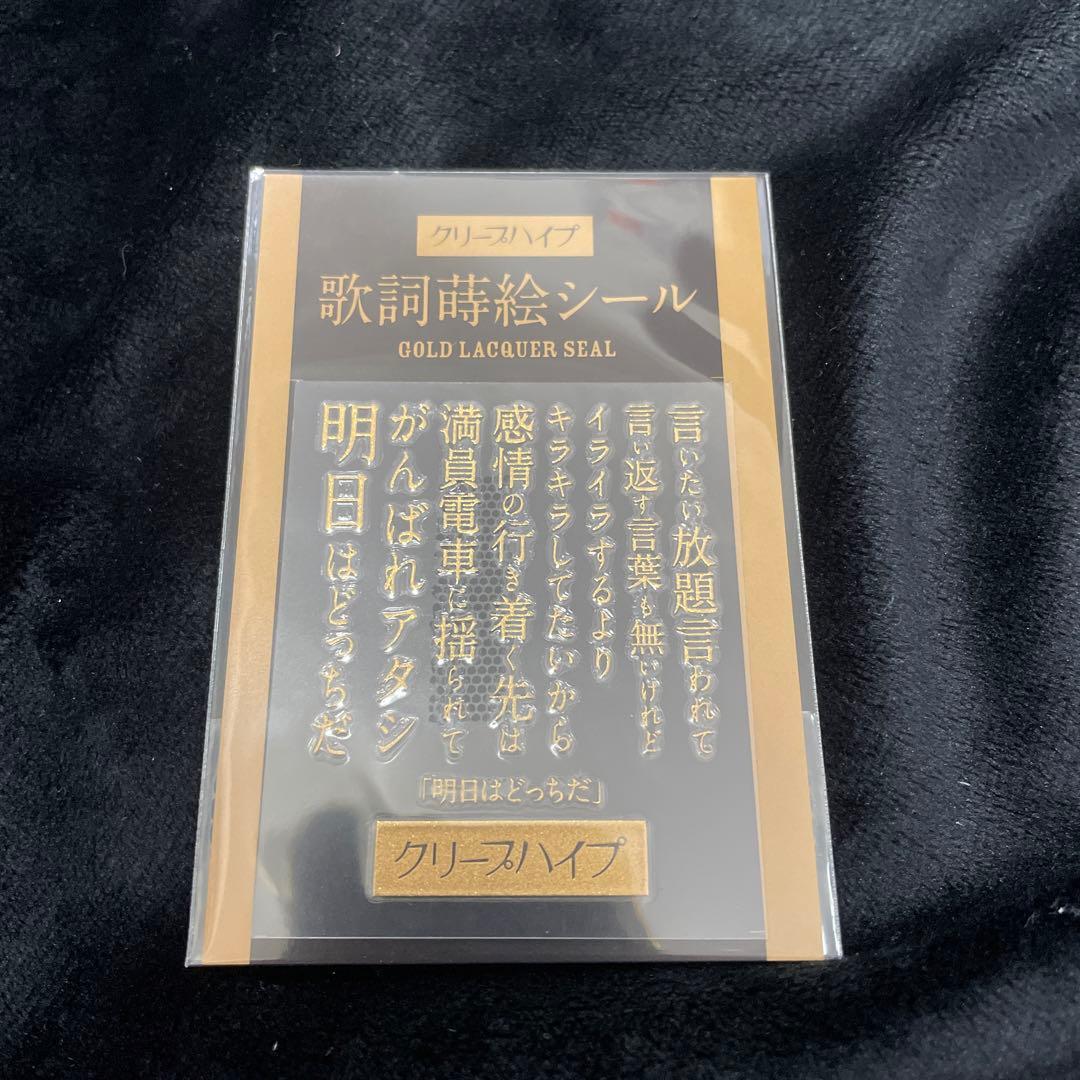 クリープハイプ
歌詞蒔絵シール
GOLD LACQUER SEAL
言いたい放題言われて
言い返す言葉も無いけれど
イライラするより
キラキラしてたいから
感情の行き着く先は
満員電車に揺られて
がんばれアタシ
明日はどっちだ
「明日はどっちだ」
クリープハイプ